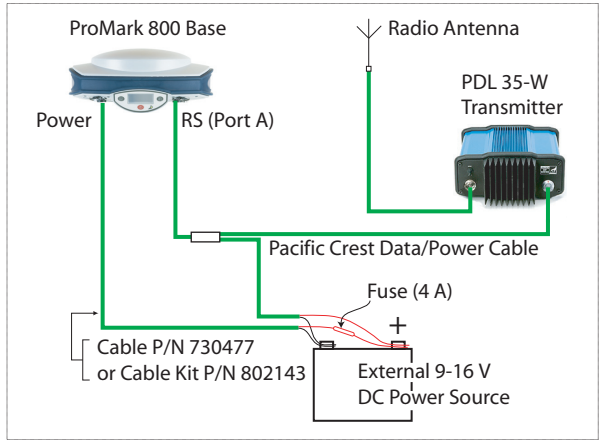 ProMark 800 Base
Radio Antenna
PDL 35-W
Transmitter
Power
RS (Port A)
Pacific Crest Data/Power Cable
Fuse (4 A)
+
Cable P/N 730477
or Cable Kit P/N 802143
External 9-16 V
DC Power Source